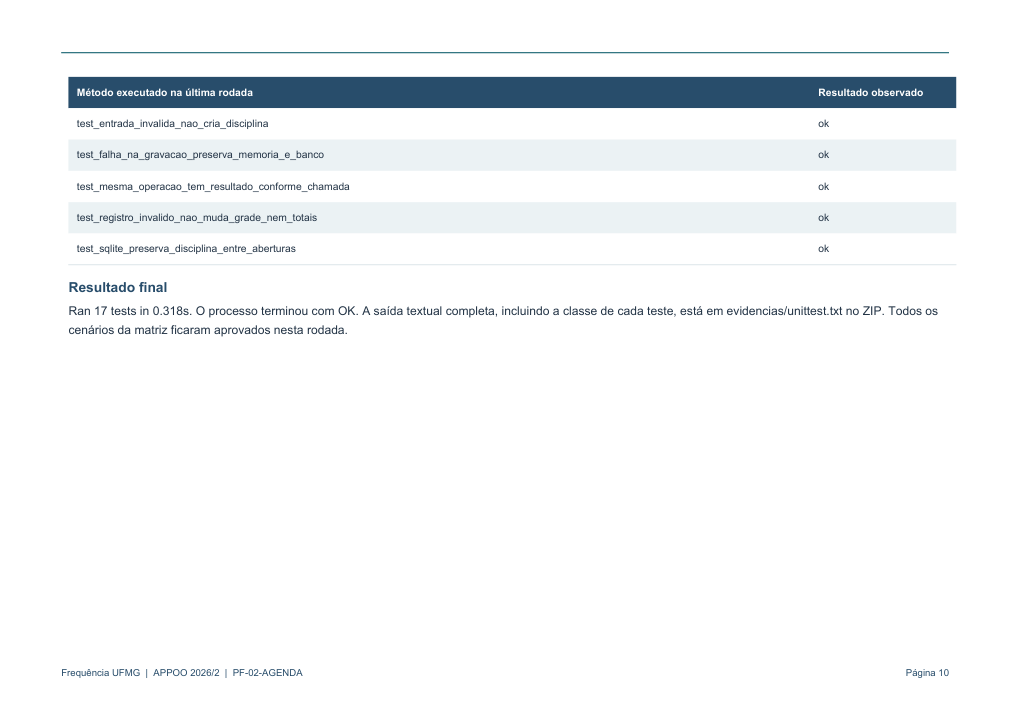 Método executado na última rodada Resultado observado
test_entrada_invalida_nao_cria_disciplina ok
test_falha_na_gravacao_preserva_memoria_e_banco ok
test_mesma_operacao_tem_resultado_conforme_chamada ok
test_registro_invalido_nao_muda_grade_nem_totais ok
test_sqlite_preserva_disciplina_entre_aberturas ok
Resultado final
Ran 17 tests in 0.318s. O processo terminou com OK. A saída textual completa, incluindo a classe de cada teste, está em evidencias/unittest.txt no ZIP. Todos os
cenários da matriz ficaram aprovados nesta rodada.
Frequência UFMG | APPOO 2026/2 | PF-02-AGENDA Página 10